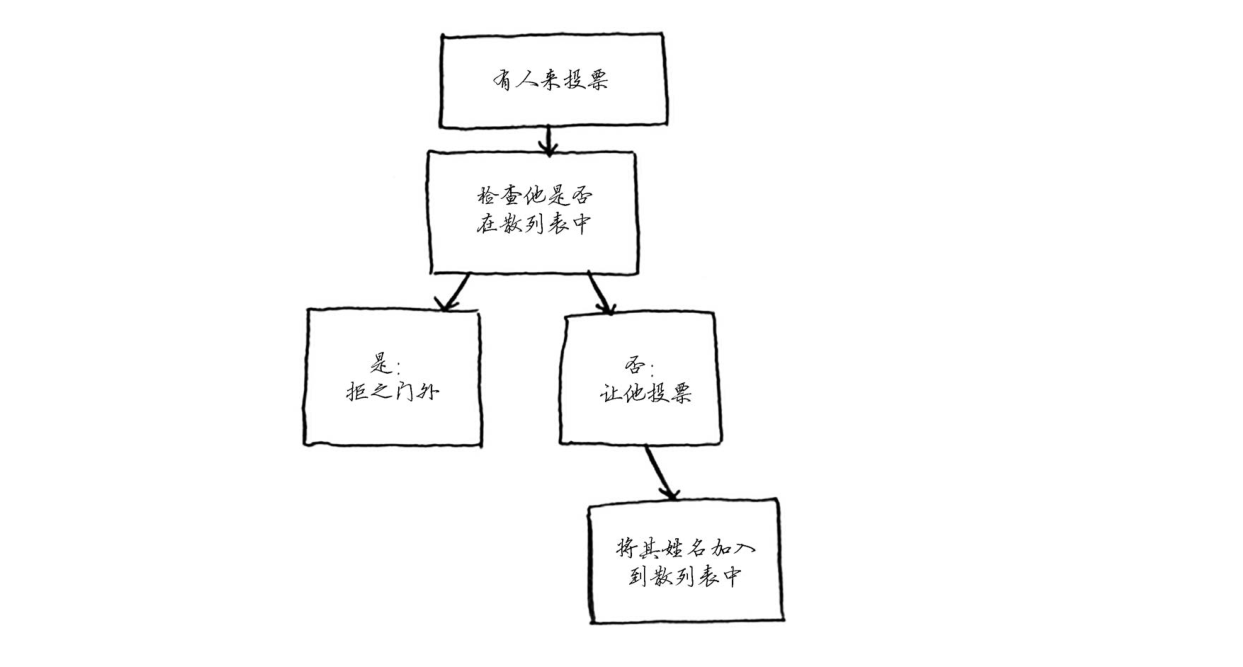 有人来投票
检查他是否
在散列表中
是：
拒之门外
否：
让他投票
将其姓名加入
到散列表中